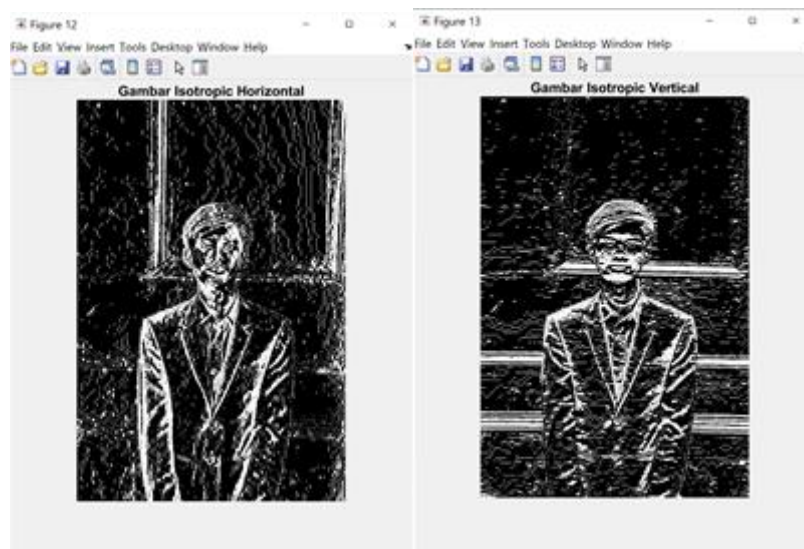 Figure 12
File Edit View Insert Tools Desktop Window Help
Gambar Isotropic Horizontal
Figure 13
File Edit View Insert Tools Desktop Window Help
Gambar Isotropic Vertical